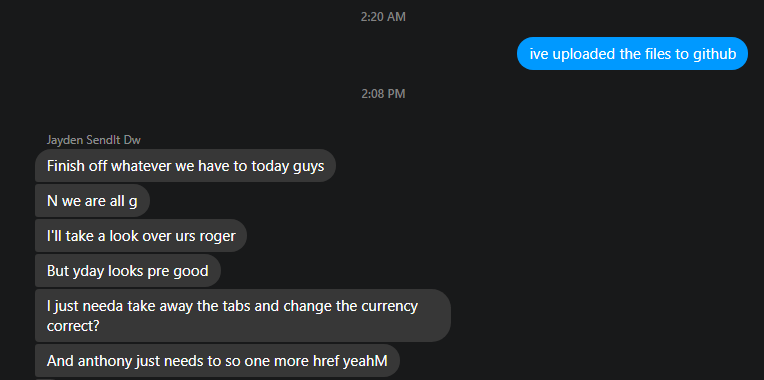 2:20 AM
ive uploaded the files to github
2:08 PM
Jayden SendIt Dw
Finish off whatever we have to today guys
N we are all g
I'll take a look over urs roger
But yday looks pre good
I just needa take away the tabs and change the currency
correct?
And anthony just needs to so one more href yeahM